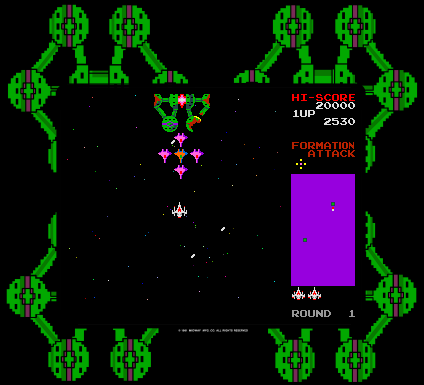 HI-SCORE
20000
1UP
2530
FORMATION
ATTACK
ROUND 1